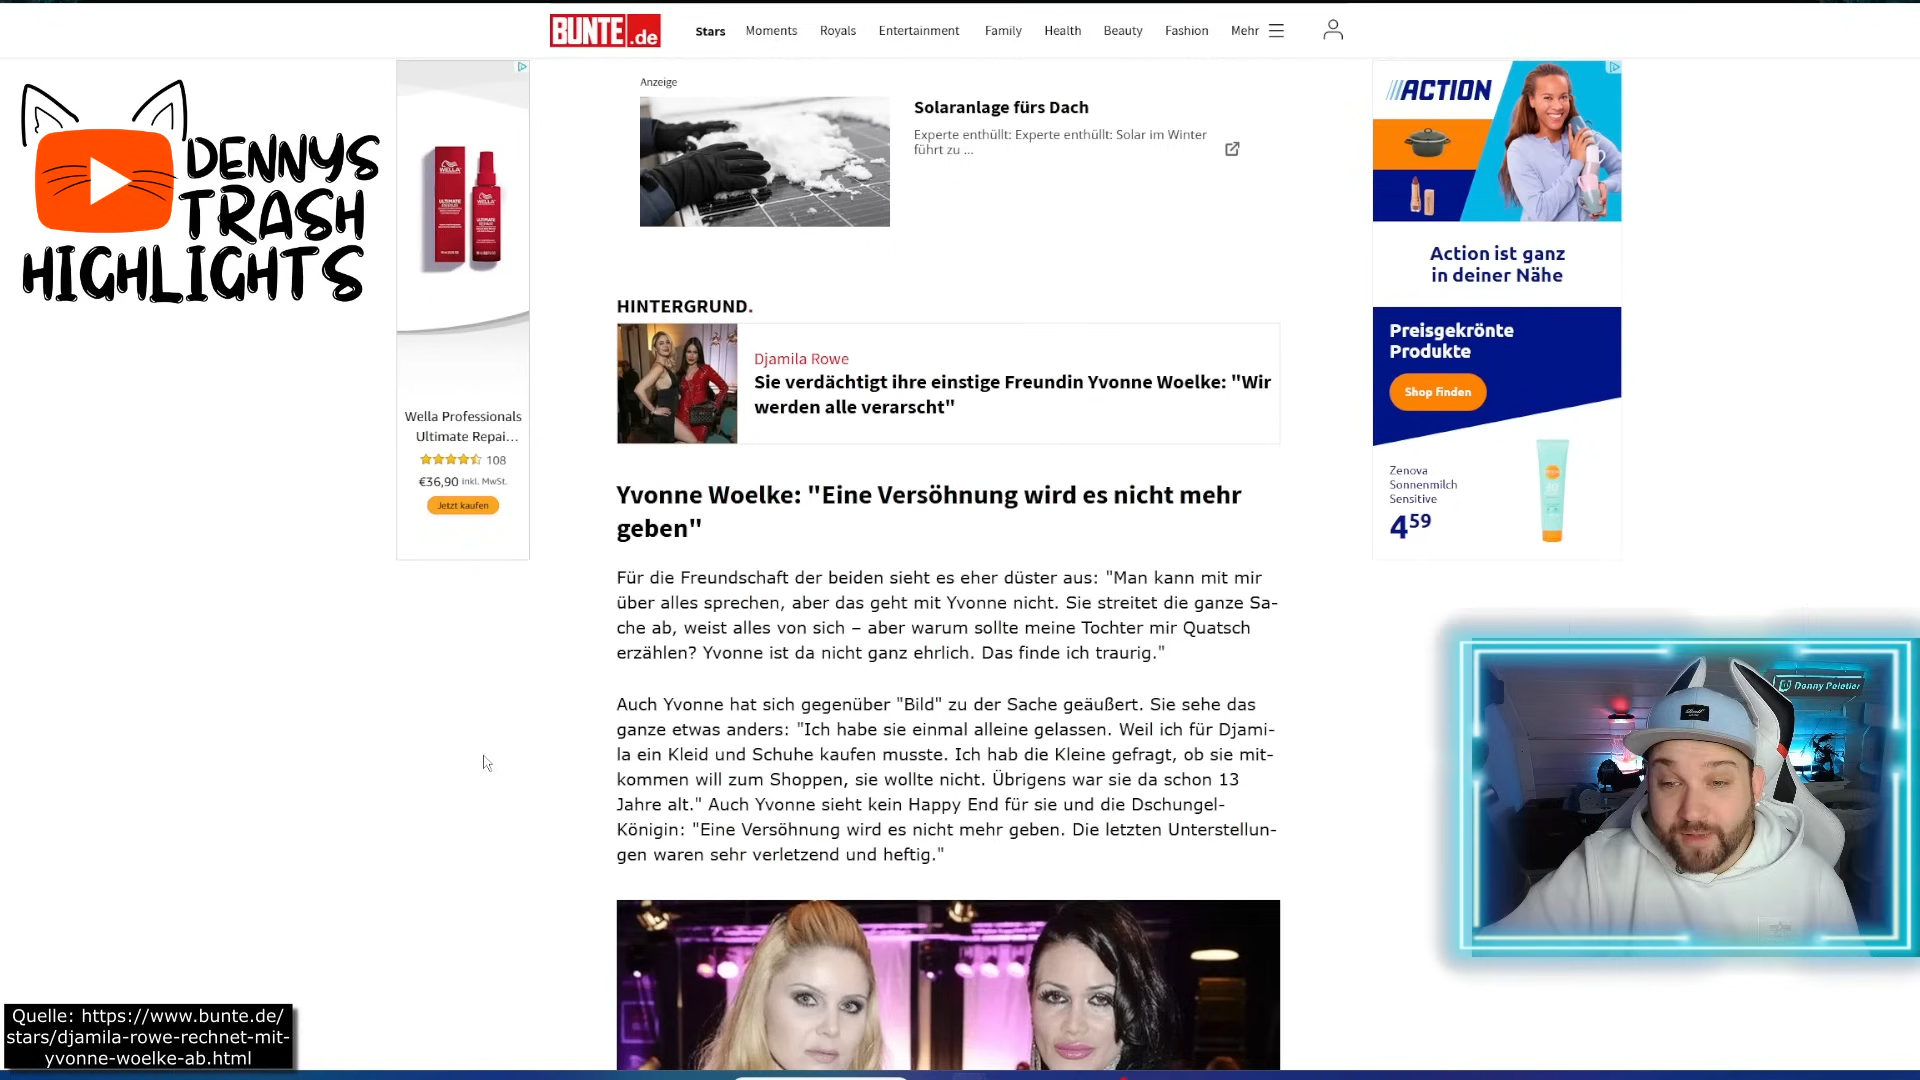 BUNTE.de
Stars
Moments
Royals
Entertainment
Family
Health
Beauty
Fashion
Mehr
DENNYS
TRASH
HIGHLIGHTS
WELLA
ULTIMATE
REPAIR
WELLA
ULTIMATE
REPAIR
Wella Professionals
Ultimate Repai...
108
€36,90 inkl. MwSt.
Jetzt kaufen
Anzeige
Solaranlage fürs Dach
Experte enthüllt: Experte enthüllt: Solar im Winter
führt zu ...
HINTERGRUND.
Djamila Rowe
Sie verdächtigt ihre einstige Freundin Yvonne Woelke: "Wir
werden alle verarscht"
Yvonne Woelke: "Eine Versöhnung wird es nicht mehr
geben"
Für die Freundschaft der beiden sieht es eher düster aus: "Man kann mit mir
über alles sprechen, aber das geht mit Yvonne nicht. Sie streitet die ganze Sa-
che ab, weist alles von sich – aber warum sollte meine Tochter mir Quatsch
erzählen? Yvonne ist da nicht ganz ehrlich. Das finde ich traurig."
Auch Yvonne hat sich gegenüber "Bild" zu der Sache geäußert. Sie sehe das
ganze etwas anders: "Ich habe sie einmal alleine gelassen. Weil ich für Djami-
la ein Kleid und Schuhe kaufen musste. Ich hab die Kleine gefragt, ob sie mit-
kommen will zum Shoppen, sie wollte nicht. Übrigens war sie da schon 13
Jahre alt." Auch Yvonne sieht kein Happy End für sie und die Dschungel-
Königin: "Eine Versöhnung wird es nicht mehr geben. Die letzten Unterstellun-
gen waren sehr verletzend und heftig."
ACTION
Action ist ganz
in deiner Nähe
Preisgekrönte
Produkte
Shop finden
Zenova
Sonnenmilch
Sensitive
4 59
Danny Peletier
Quelle: https://www.bunte.de/
stars/djamila-rowe-rechnet-mit-
yvonne-woelke-ab.html